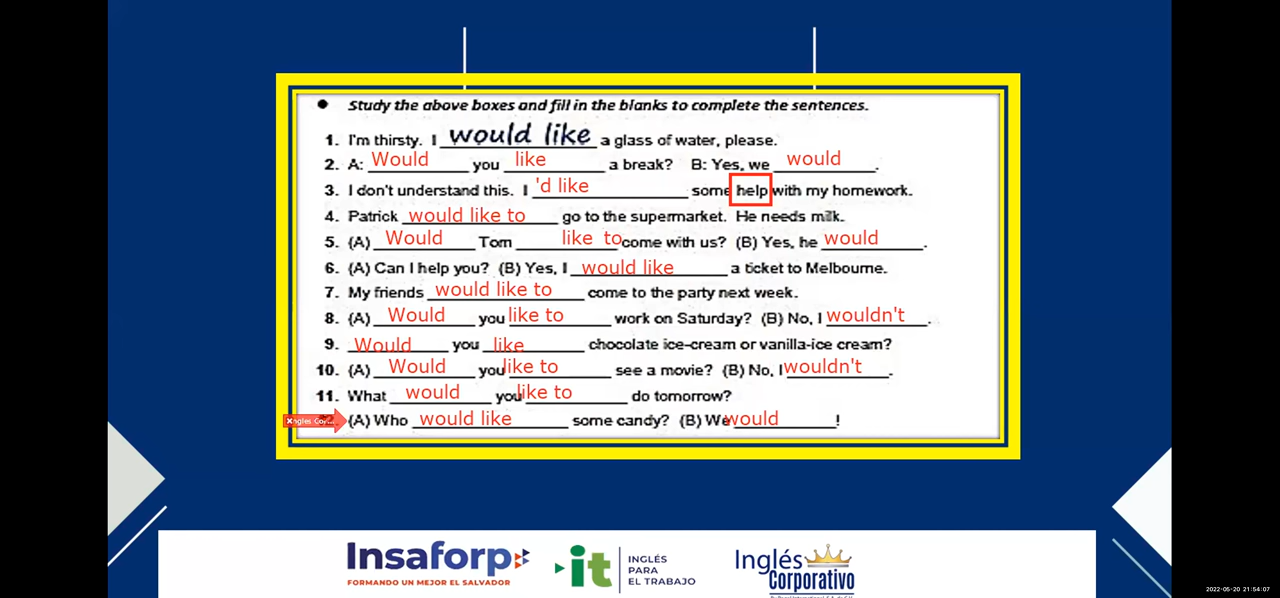 • Study the above boxes and fill in the blanks to complete the sentences.
1. I'm thirsty. I would like a glass of water, please.
2. A: Would you like a break? B: Yes, we would.
3. I don't understand this. I 'd like some help with my homework.
4. Patrick would like to go to the supermarket. He needs milk.
5. (A) Would Tom like to come with us? (B) Yes, he would.
6. (A) Can I help you? (B) Yes, I would like a ticket to Melbourne.
7. My friends would like to come to the party next week.
8. (A) Would you like to work on Saturday? (B) No, I wouldn't.
9. Would you like chocolate ice-cream or vanilla-ice cream?
10. (A) Would you like to see a movie? (B) No, I wouldn't.
11. What would you like to do tomorrow?
(A) Who would like some candy? (B) We would!
Insaforp
FORMANDO UN MEJOR EL SALVADOR
it
INGLÉS
PARA
EL TRABAJO
Inglés
Corporativo
2022-05-20 21:54:07